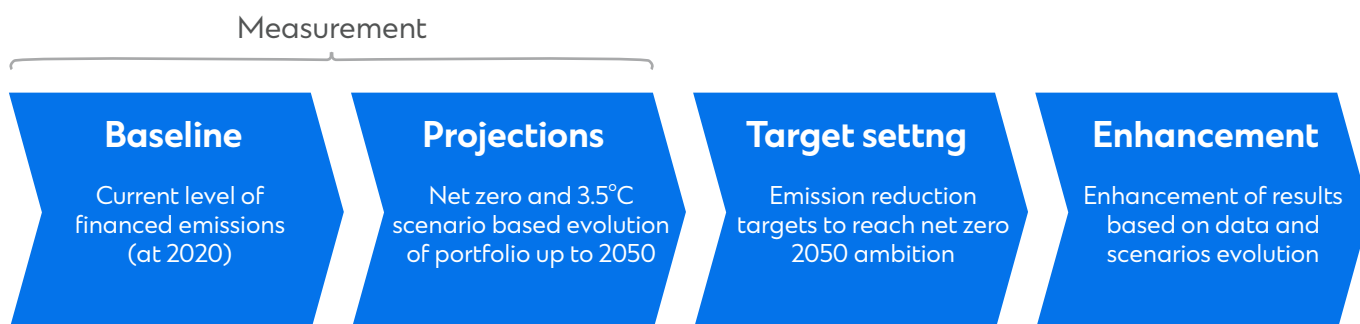 Measurement
Baseline
Current level of
financed emissions
(at 2020)
Projections
Net zero and 3.5°C
scenario based evolution
of portfolio up to 2050
Target settng
Emission reduction
targets to reach net zero
2050 ambition
Enhancement
Enhancement of results
based on data and
scenarios evolution